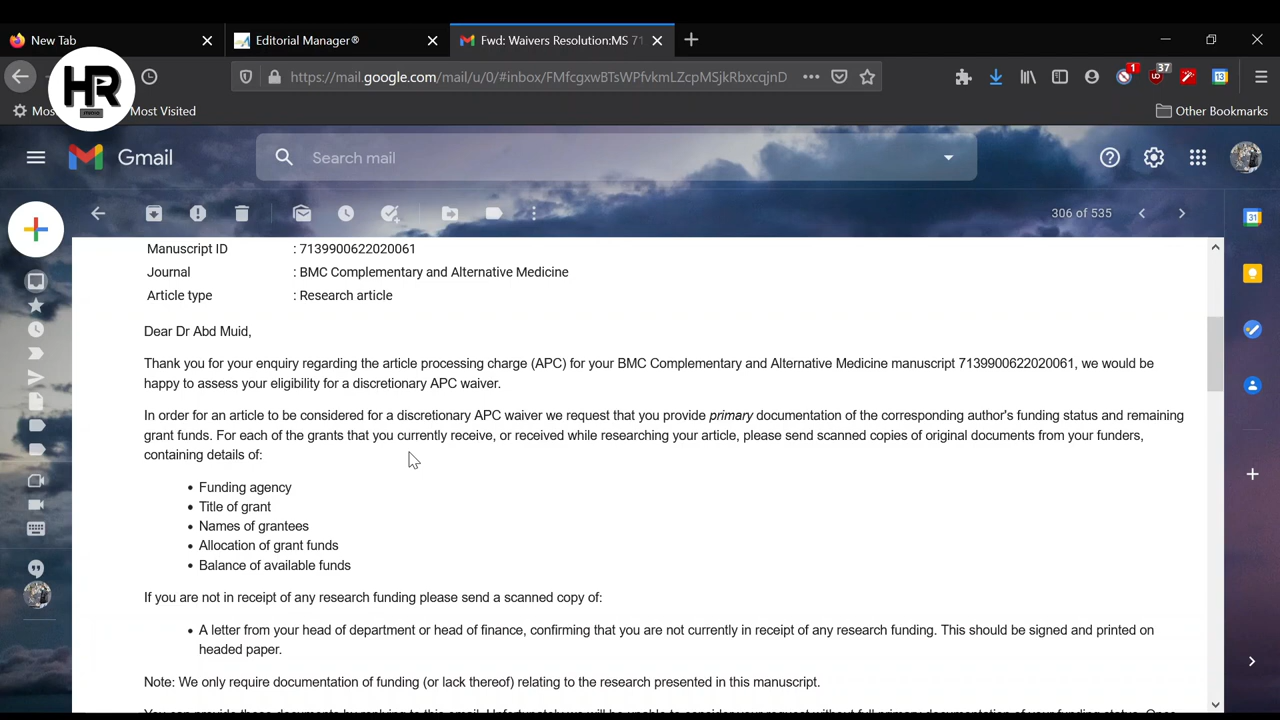 New Tab
Editorial Manager®
Fwd: Waivers Resolution:MS 71
HR
https://mail.google.com/mail/u/0/#inbox/FMfcgxwBTsWPfvkmLZcpMSjkRbxcqjnD
1
37
13
Mos
Most Visited
Other Bookmarks
Gmail
Search mail
306 of 535
31
Manuscript ID : 7139900622020061
Journal : BMC Complementary and Alternative Medicine
Article type : Research article
Dear Dr Abd Muid,
Thank you for your enquiry regarding the article processing charge (APC) for your BMC Complementary and Alternative Medicine manuscript 7139900622020061, we would be
happy to assess your eligibility for a discretionary APC waiver.
In order for an article to be considered for a discretionary APC waiver we request that you provide primary documentation of the corresponding author's funding status and remaining
grant funds. For each of the grants that you currently receive, or received while researching your article, please send scanned copies of original documents from your funders,
containing details of:
• Funding agency
• Title of grant
• Names of grantees
• Allocation of grant funds
• Balance of available funds
If you are not in receipt of any research funding please send a scanned copy of:
• A letter from your head of department or head of finance, confirming that you are not currently in receipt of any research funding. This should be signed and printed on
headed paper.
Note: We only require documentation of funding (or lack thereof) relating to the research presented in this manuscript.